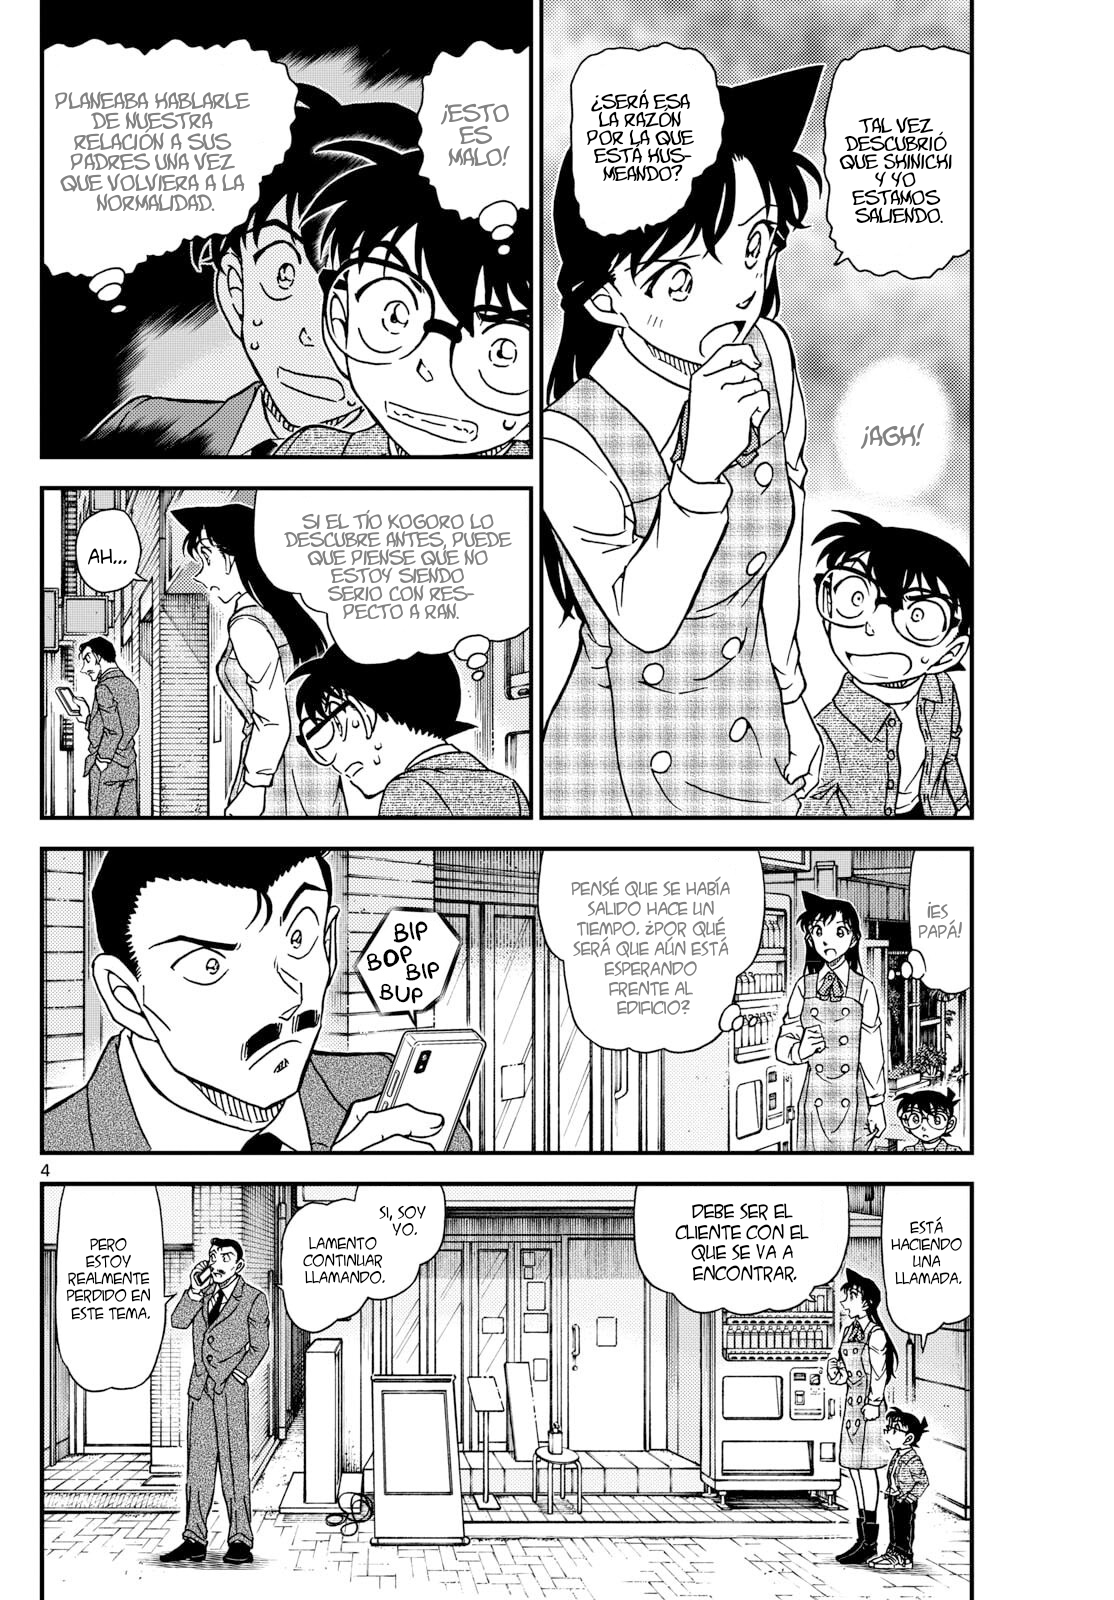 TAL VEZ
DESCUBRIÓ
QUE SHINICHI
Y YO
ESTAMOS
SALIENDO.
¿SERÁ ESA
LA RAZÓN
POR LA QUE
ESTÁ HUS-
MEANDO?
¡AGH!
¡ESTO
ES
MALO!
PLANEABA HABLARLE
DE NUESTRA
RELACIÓN A SUS
PADRES UNA VEZ
QUE VOLVIERA A LA
NORMALIDAD.
SI EL TÍO KOGORO LO
DESCUBRE ANTES, PUEDE
QUE PIENSE QUE NO
ESTOY SIENDO
SERIO CON RES-
PECTO A RAN.
AH...
¡ES
PAPÁ!
PENSÉ QUE SE HABÍA
SALIDO HACE UN
TIEMPO. ¿POR QUÉ
SERÁ QUE AÚN ESTÁ
ESPERANDO
FRENTE AL
EDIFICIO?
BIP
BOP
BIP
BUP
4
ESTÁ
HACIENDO
UNA
LLAMADA.
DEBE SER EL
CLIENTE CON EL
QUE SE VA A
ENCONTRAR.
SI, SOY
YO.
LAMENTO
CONTINUAR
LLAMANDO.
PERO
ESTOY
REALMENTE
PERDIDO EN
ESTE TEMA.